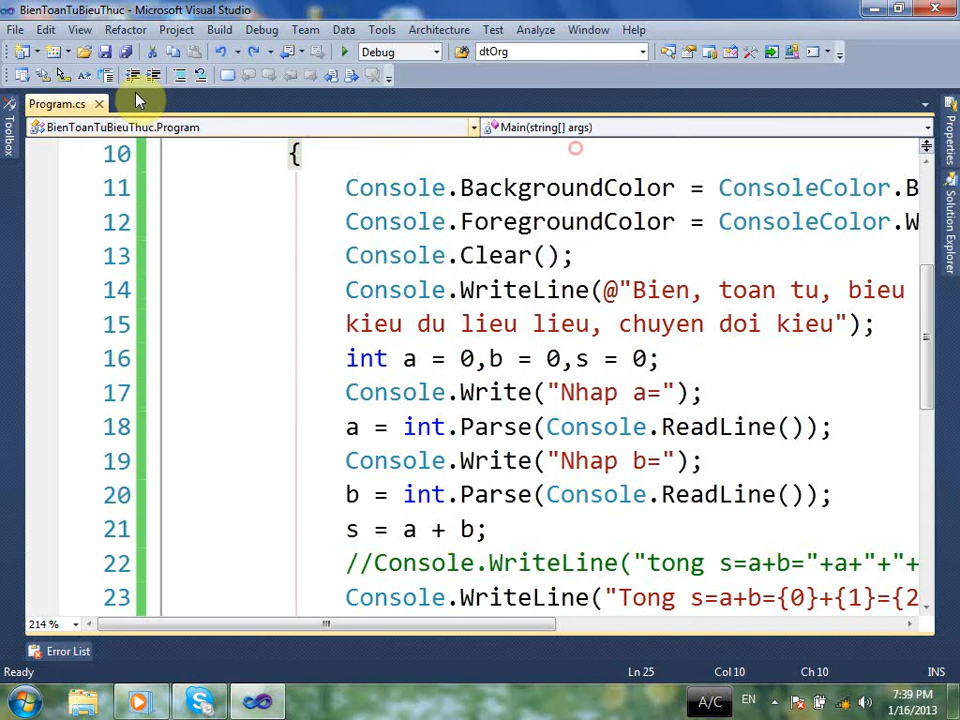 BienToanTuBieuThuc - Microsoft Visual Studio
File Edit View Refactor Project Build Debug Team Data Tools Architecture Test Analyze Window Help
Debug dtOrg
Program.cs
BienToanTuBieuThuc.Program Main(string[] args)
Toolbox
Properties
Solution Explorer
10 {
11 Console.BackgroundColor = ConsoleColor.B
12 Console.ForegroundColor = ConsoleColor.W
13 Console.Clear();
14 Console.WriteLine(@"Bien, toan tu, bieu
15 kieu du lieu lieu, chuyen doi kieu");
16 int a = 0,b = 0,s = 0;
17 Console.Write("Nhap a=");
18 a = int.Parse(Console.ReadLine());
19 Console.Write("Nhap b=");
20 b = int.Parse(Console.ReadLine());
21 s = a + b;
22 //Console.WriteLine("tong s=a+b="+a+"+
23 Console.WriteLine("Tong s=a+b={0}+{1}={2
214 %
Error List
Ready Ln 25 Col 10 Ch 10 INS
A/C EN 7:39 PM
1/16/2013